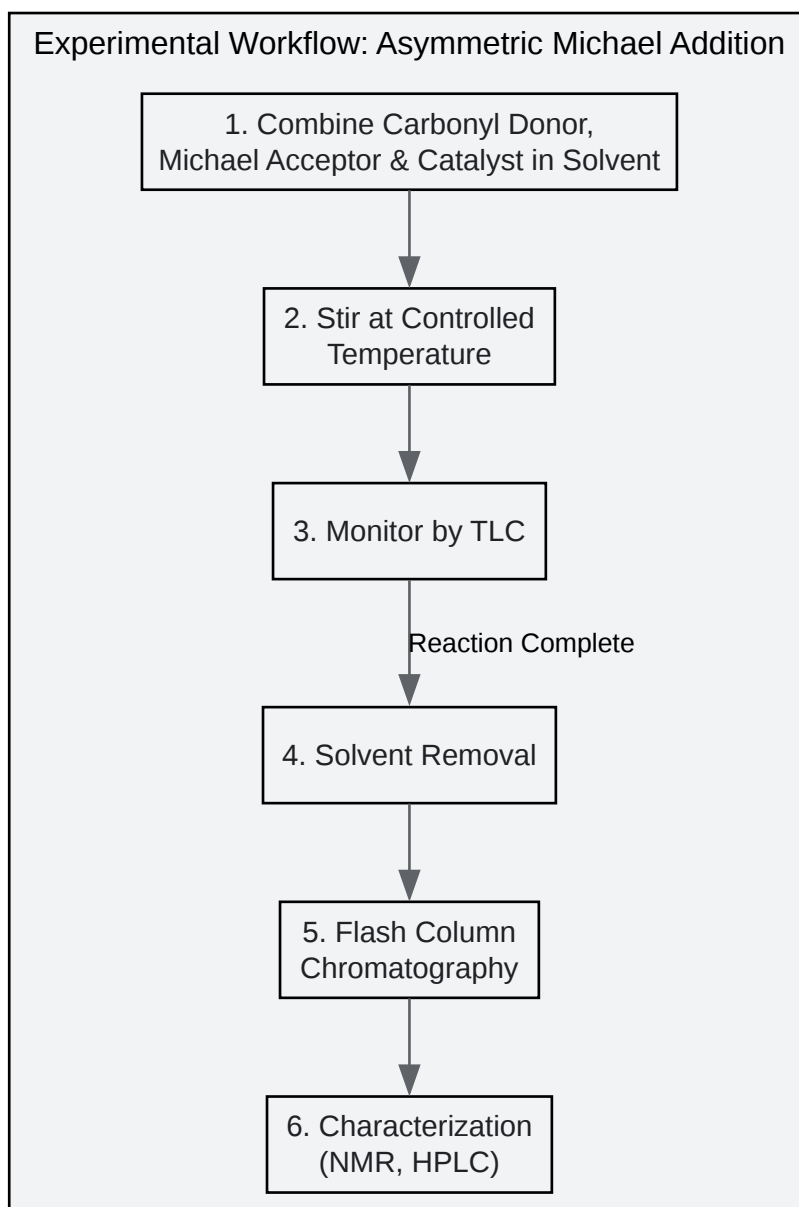 Experimental Workflow: Asymmetric Michael Addition
1. Combine Carbonyl Donor,
Michael Acceptor & Catalyst in Solvent
2. Stir at Controlled
Temperature
3. Monitor by TLC
Reaction Complete
4. Solvent Removal
5. Flash Column
Chromatography
6. Characterization
(NMR, HPLC)